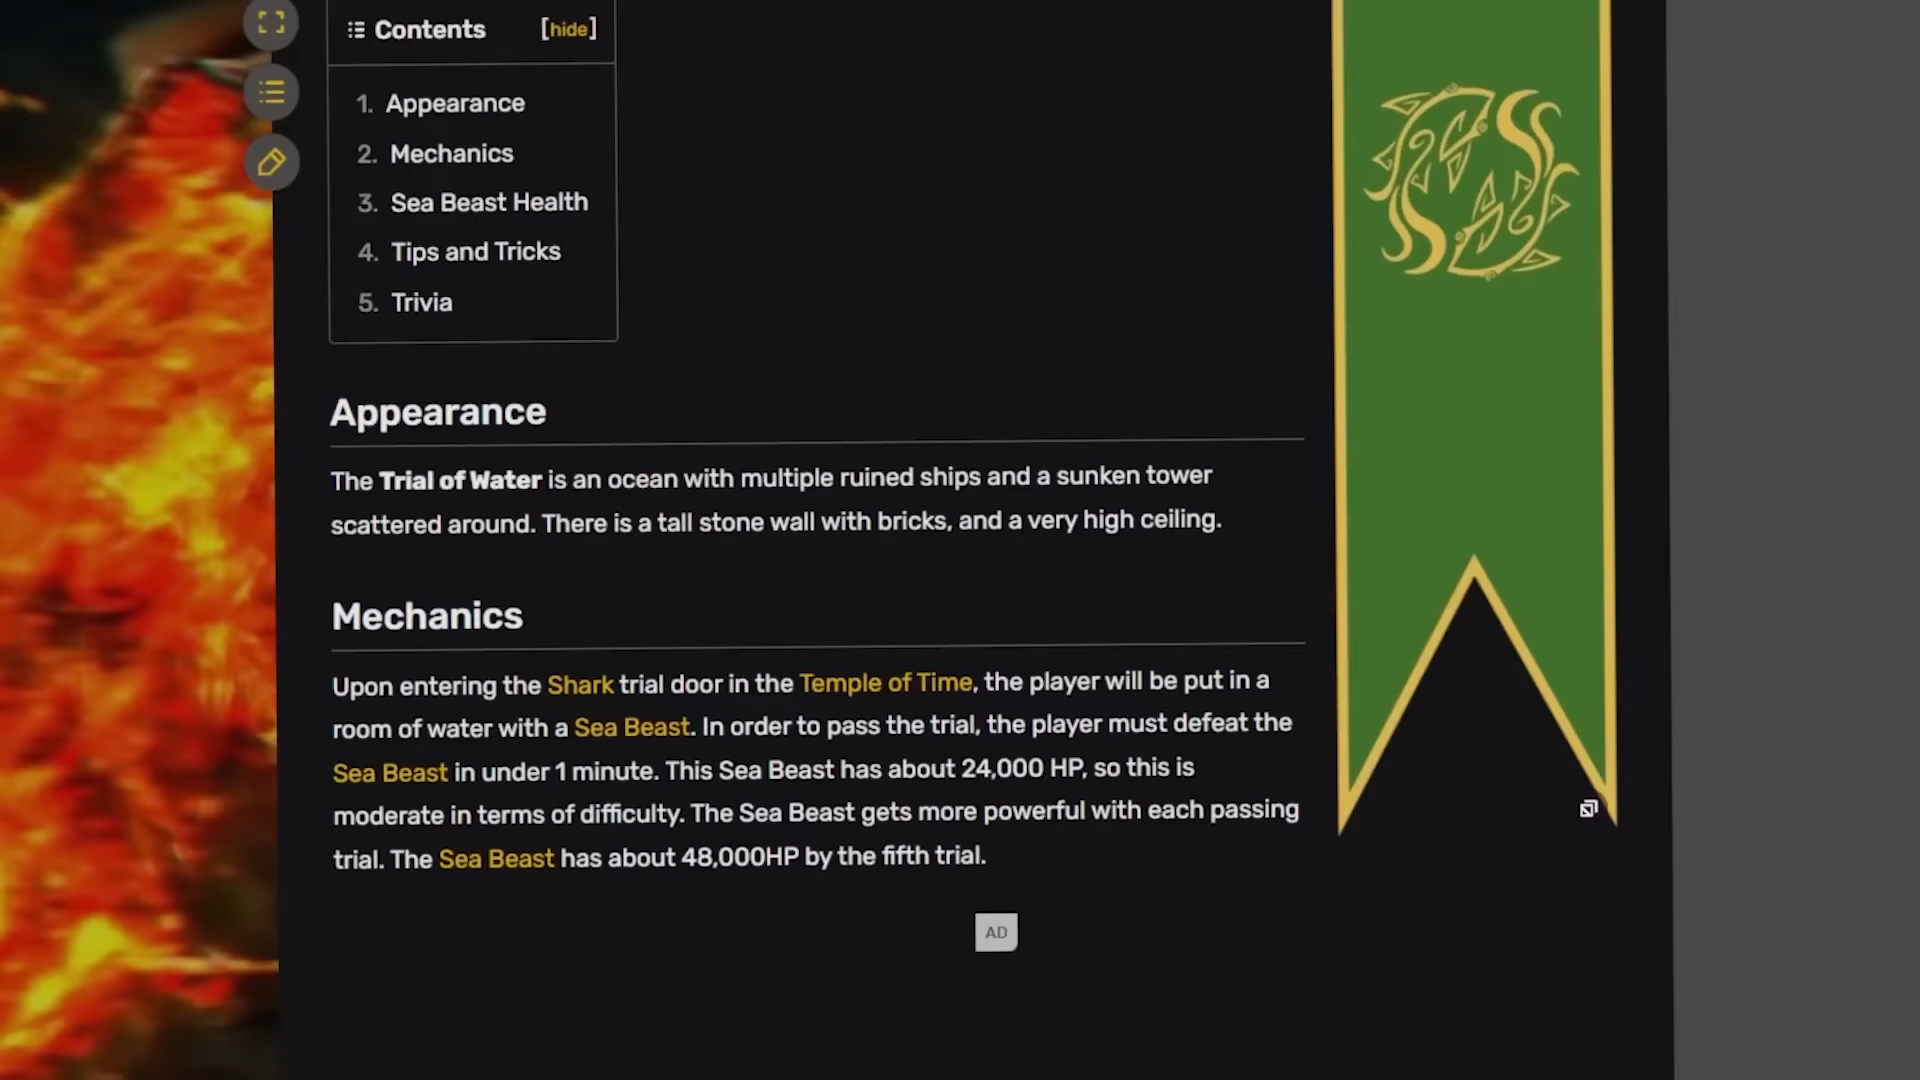 Contents [hide]
1. Appearance
2. Mechanics
3. Sea Beast Health
4. Tips and Tricks
5. Trivia
Appearance
The Trial of Water is an ocean with multiple ruined ships and a sunken tower
scattered around. There is a tall stone wall with bricks, and a very high ceiling.
Mechanics
Upon entering the Shark trial door in the Temple of Time, the player will be put in a
room of water with a Sea Beast. In order to pass the trial, the player must defeat the
Sea Beast in under 1 minute. This Sea Beast has about 24,000 HP, so this is
moderate in terms of difficulty. The Sea Beast gets more powerful with each passing
trial. The Sea Beast has about 48,000HP by the fifth trial.
AD